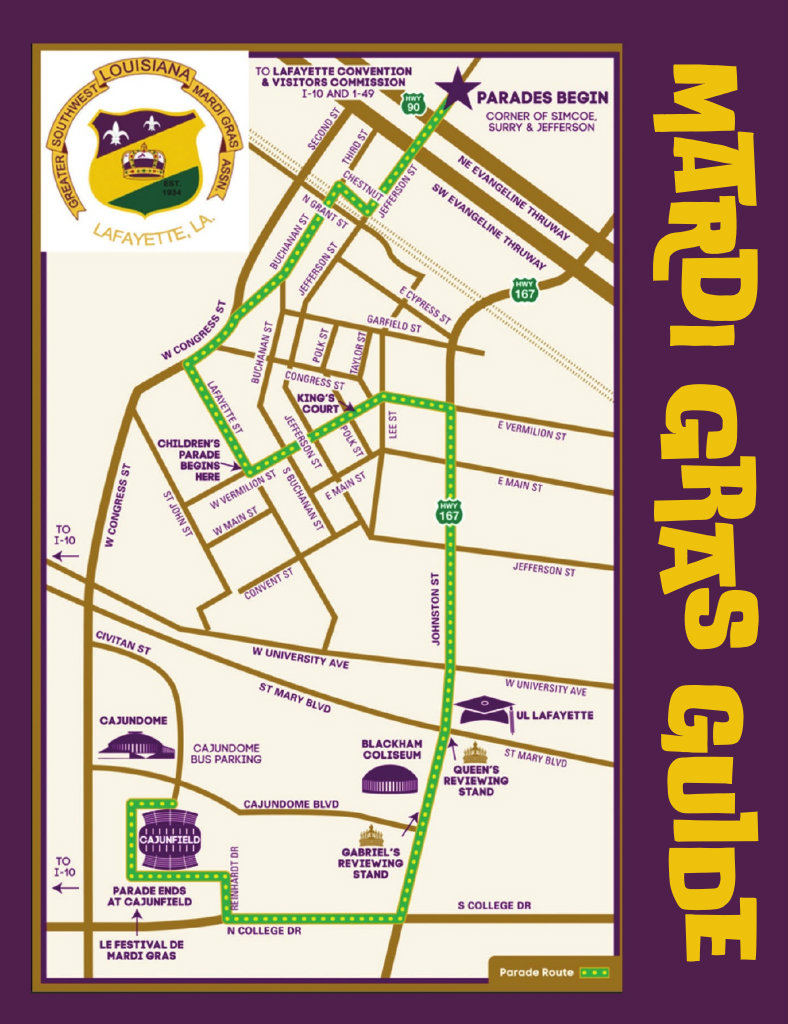 GREATER SOUTHWEST LOUISIANA MARDI GRAS ASSN.
EST.
1934
LAFAYETTE, LA.
TO LAFAYETTE CONVENTION
& VISITORS COMMISSION
I-10 AND 1-49
HWY
90
PARADES BEGIN
CORNER OF SIMCOE,
SURRY & JEFFERSON
SECOND ST
THIRD ST
CHESTNUT
JEFFERSON ST
NE EVANGELINE THRUWAY
SW EVANGELINE THRUWAY
N GRANT ST
BUCHANAN ST
JEFFERSON ST
HWY
167
E CYPRESS ST
GARFIELD ST
W CONGRESS ST
BUCHANAN ST
POLK ST
TAYLOR ST
CONGRESS ST
LAFAYETTE ST
KING'S
COURT
JEFFERSON ST
POLK ST
LEE ST
E VERMILION ST
CHILDREN'S
PARADE
BEGINS
HERE
W VERMILION ST
S BUCHANAN ST
E MAIN ST
E MAIN ST
W CONGRESS ST
ST JOHN ST
W MAIN ST
HWY
167
TO
I-10
CONVENT ST
JEFFERSON ST
JOHNSTON ST
CIVITAN ST
W UNIVERSITY AVE
W UNIVERSITY AVE
ST MARY BLVD
UL LAFAYETTE
CAJUNDOME
CAJUNDOME
BUS PARKING
BLACKHAM
COLISEUM
ST MARY BLVD
QUEEN'S
REVIEWING
STAND
CAJUNDOME BLVD
CAJUNFIELD
GABRIEL'S
REVIEWING
STAND
TO
I-10
REINHARDT DR
PARADE ENDS
AT CAJUNFIELD
S COLLEGE DR
N COLLEGE DR
LE FESTIVAL DE
MARDI GRAS
Parade Route
MARDI GRAS GUIDE